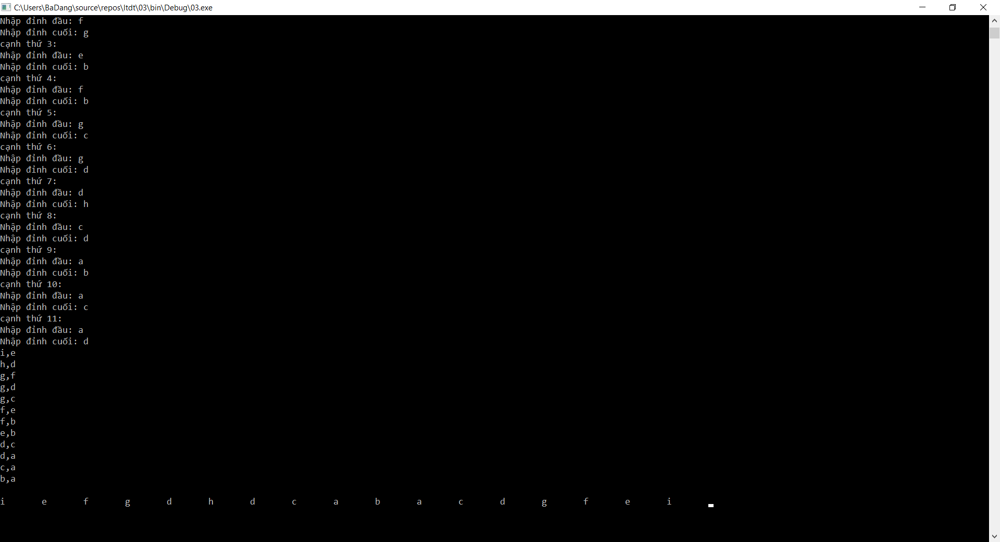 C:\Users\BaDang\source\repos\ltdt\03\bin\Debug\03.exe
Nhập đỉnh đầu: f
Nhập đỉnh cuối: g
cạnh thứ 3:
Nhập đỉnh đầu: e
Nhập đỉnh cuối: b
cạnh thứ 4:
Nhập đỉnh đầu: f
Nhập đỉnh cuối: b
cạnh thứ 5:
Nhập đỉnh đầu: g
Nhập đỉnh cuối: c
cạnh thứ 6:
Nhập đỉnh đầu: g
Nhập đỉnh cuối: d
cạnh thứ 7:
Nhập đỉnh đầu: d
Nhập đỉnh cuối: h
cạnh thứ 8:
Nhập đỉnh đầu: c
Nhập đỉnh cuối: d
cạnh thứ 9:
Nhập đỉnh đầu: a
Nhập đỉnh cuối: b
cạnh thứ 10:
Nhập đỉnh đầu: a
Nhập đỉnh cuối: c
cạnh thứ 11:
Nhập đỉnh đầu: a
Nhập đỉnh cuối: d
i,e
h,d
g,f
g,d
g,c
f,e
f,b
e,b
d,c
d,a
c,a
b,a
i e f g d h d c a b a c d g f e i